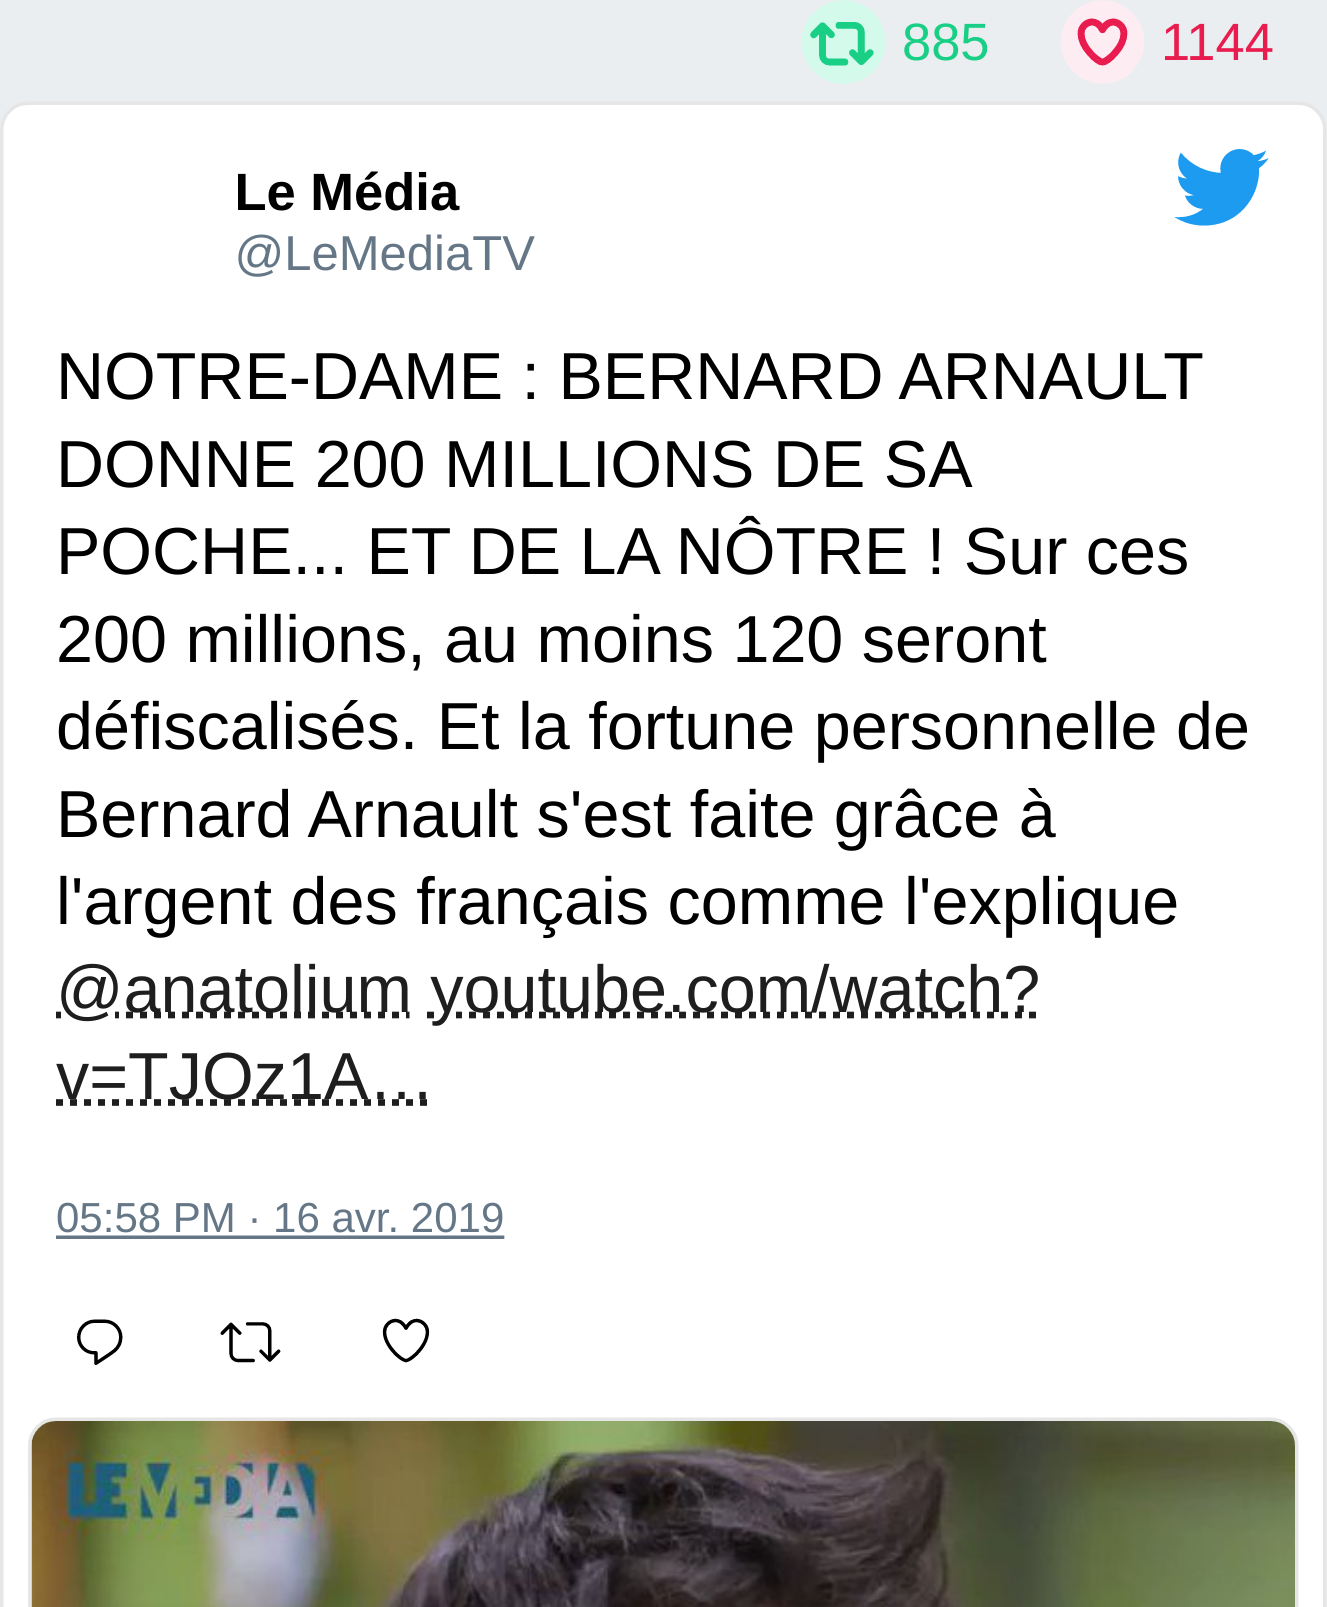 885 1144
Le Média
@LeMediaTV
NOTRE-DAME : BERNARD ARNAULT
DONNE 200 MILLIONS DE SA
POCHE... ET DE LA NÔTRE ! Sur ces
200 millions, au moins 120 seront
défiscalisés. Et la fortune personnelle de
Bernard Arnault s'est faite grâce à
l'argent des français comme l'explique
@anatolium youtube.com/watch?
v=TJOz1A…
05:58 PM · 16 avr. 2019
LE MEDIA